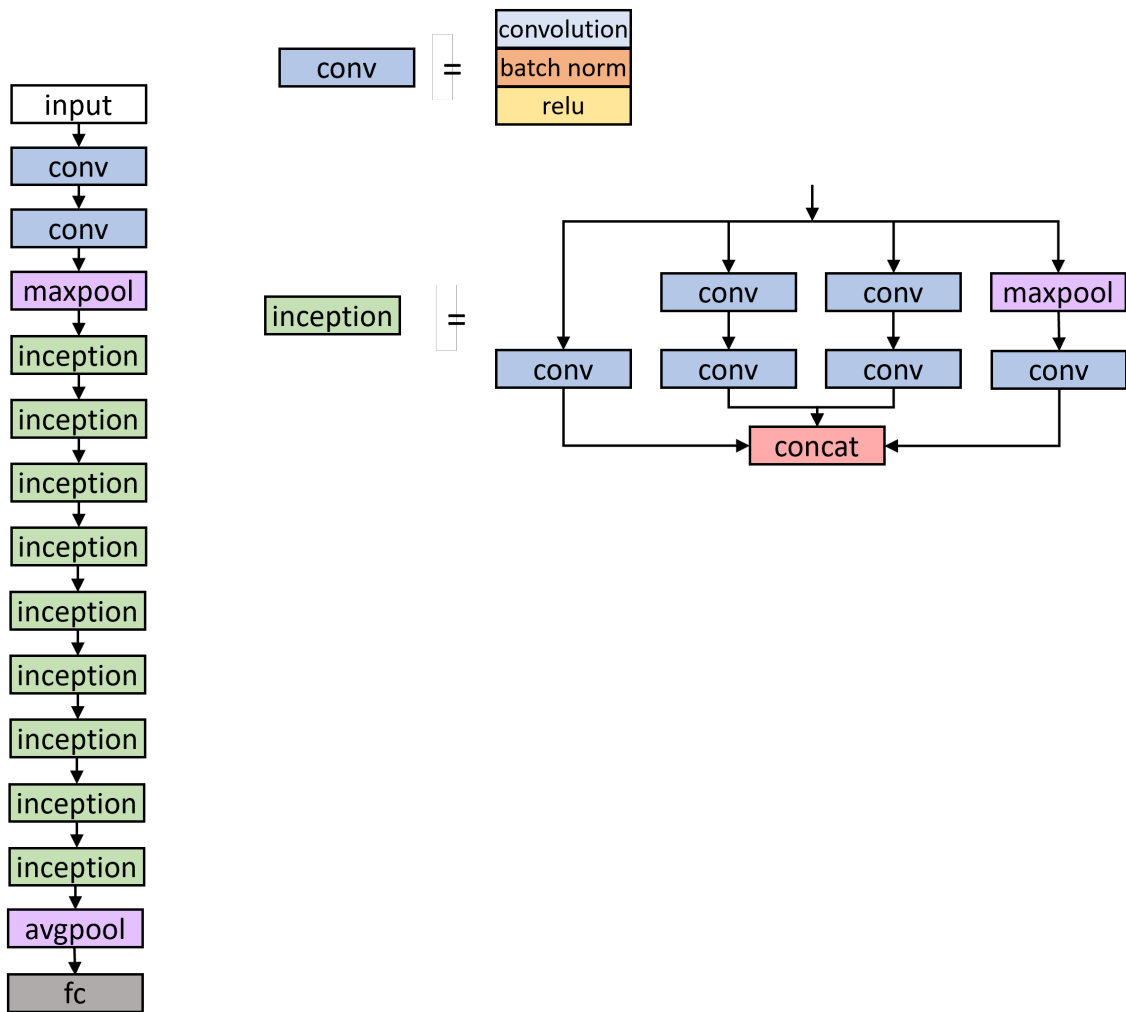 input
conv
conv
maxpool
inception
inception
inception
inception
inception
inception
inception
inception
inception
avgpool
fc
conv
=
convolution
batch norm
relu
inception
=
conv
conv
maxpool
conv
conv
conv
conv
concat